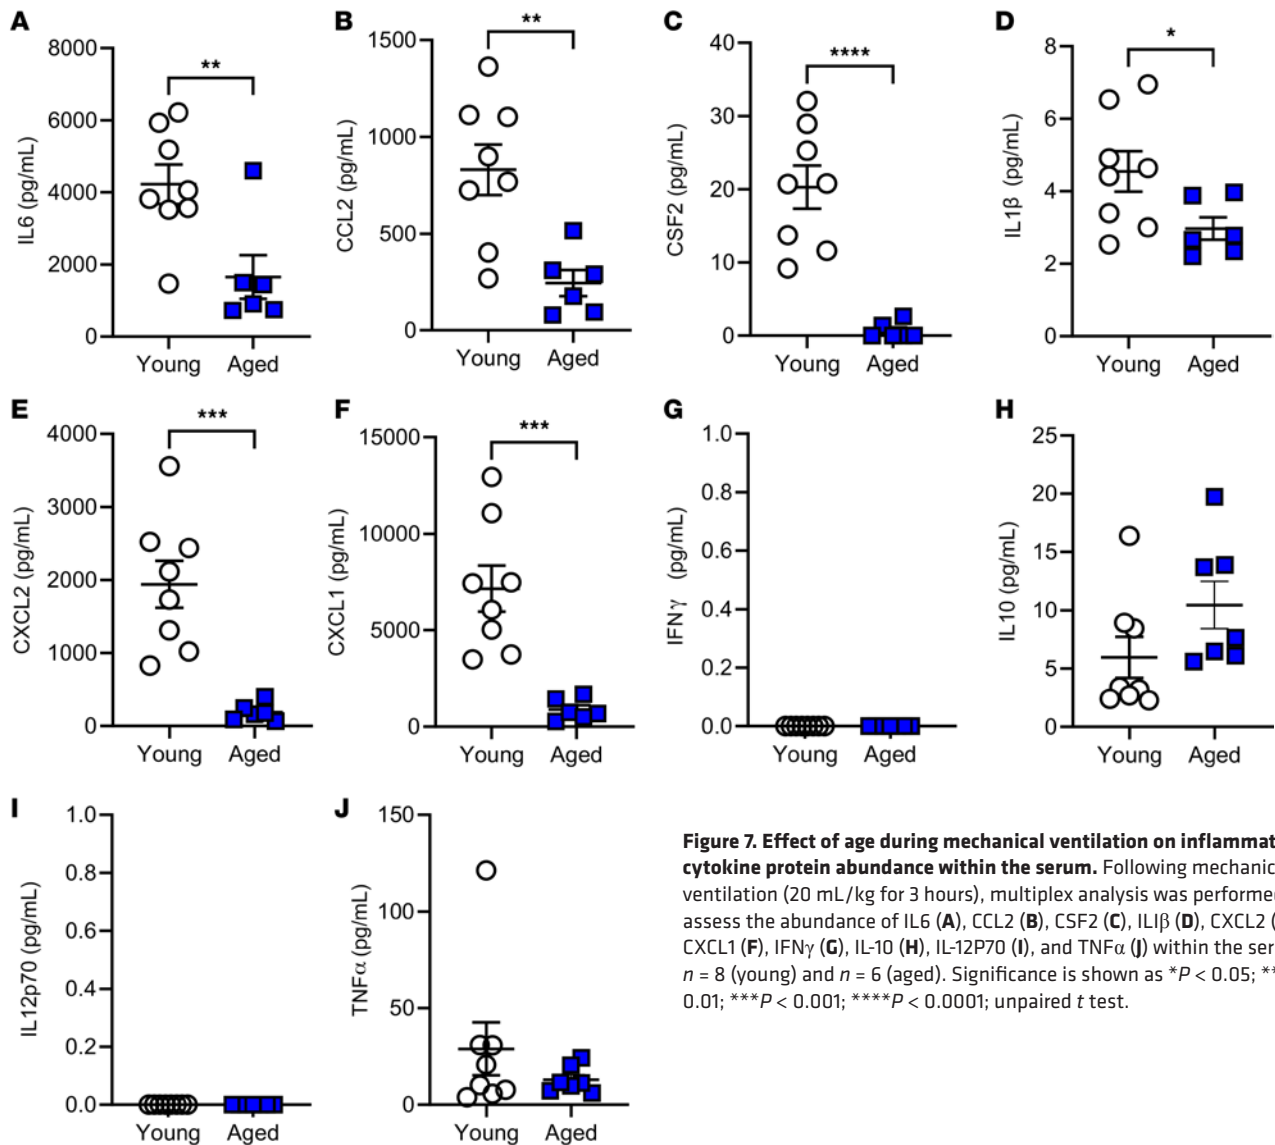 A
IL6 (pg/mL)
8000
6000
4000
2000
0
**
Young Aged
B
CCL2 (pg/mL)
1500
1000
500
0
**
Young Aged
C
CSF2 (pg/mL)
40
30
20
10
0
****
Young Aged
D
IL1β (pg/mL)
8
6
4
2
0
*
Young Aged
E
CXCL2 (pg/mL)
4000
3000
2000
1000
0
***
Young Aged
F
CXCL1 (pg/mL)
15000
10000
5000
0
***
Young Aged
G
IFNγ (pg/mL)
1.0
0.8
0.6
0.4
0.2
0.0
Young Aged
H
IL10 (pg/mL)
25
20
15
10
5
0
Young Aged
I
IL12p70 (pg/mL)
1.0
0.8
0.6
0.4
0.2
0.0
Young Aged
J
TNFα (pg/mL)
150
100
50
0
Young Aged
Figure 7. Effect of age during mechanical ventilation on inflammat
cytokine protein abundance within the serum. Following mechanic
ventilation (20 mL/kg for 3 hours), multiplex analysis was performe
assess the abundance of IL6 (A), CCL2 (B), CSF2 (C), ILIβ (D), CXCL2 (
CXCL1 (F), IFNγ (G), IL-10 (H), IL-12P70 (I), and TNFα (J) within the ser
n = 8 (young) and n = 6 (aged). Significance is shown as *P < 0.05; **
0.01; ***P < 0.001; ****P < 0.0001; unpaired t test.